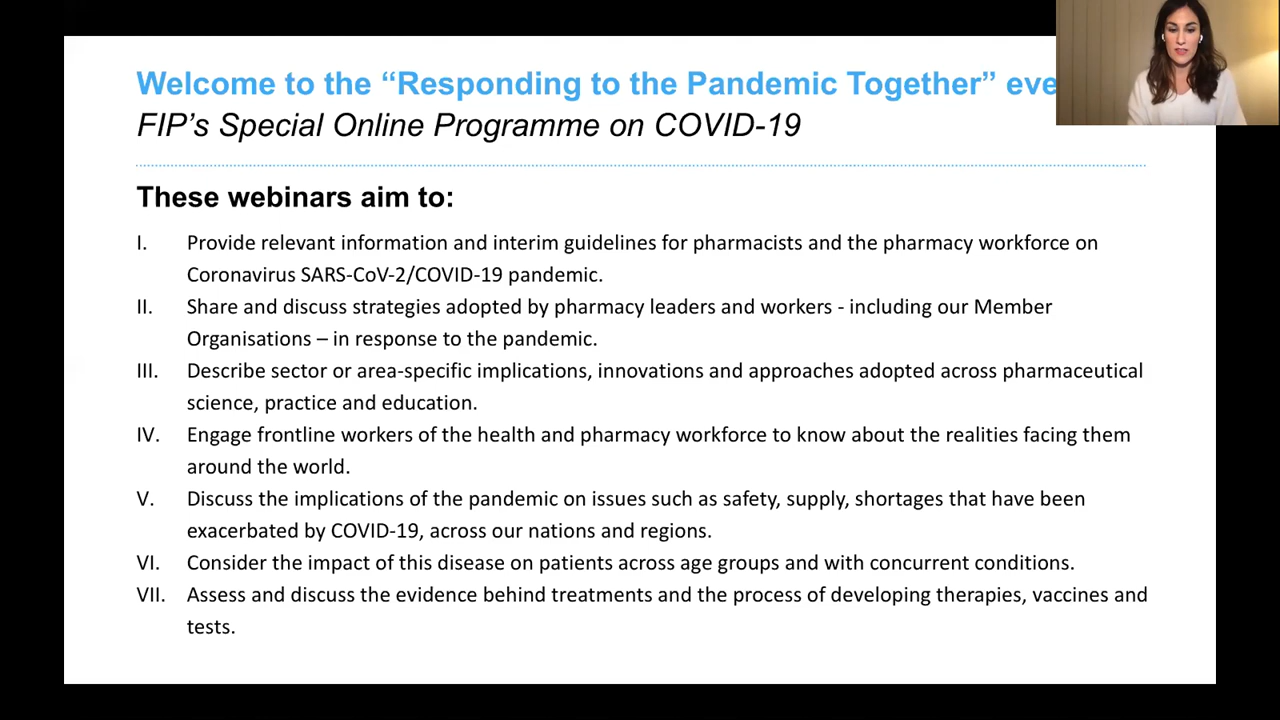 Welcome to the “Responding to the Pandemic Together” eve
FIP’s Special Online Programme on COVID-19
These webinars aim to:
I. Provide relevant information and interim guidelines for pharmacists and the pharmacy workforce on
Coronavirus SARS-CoV-2/COVID-19 pandemic.
II. Share and discuss strategies adopted by pharmacy leaders and workers - including our Member
Organisations – in response to the pandemic.
III. Describe sector or area-specific implications, innovations and approaches adopted across pharmaceutical
science, practice and education.
IV. Engage frontline workers of the health and pharmacy workforce to know about the realities facing them
around the world.
V. Discuss the implications of the pandemic on issues such as safety, supply, shortages that have been
exacerbated by COVID-19, across our nations and regions.
VI. Consider the impact of this disease on patients across age groups and with concurrent conditions.
VII. Assess and discuss the evidence behind treatments and the process of developing therapies, vaccines and
tests.